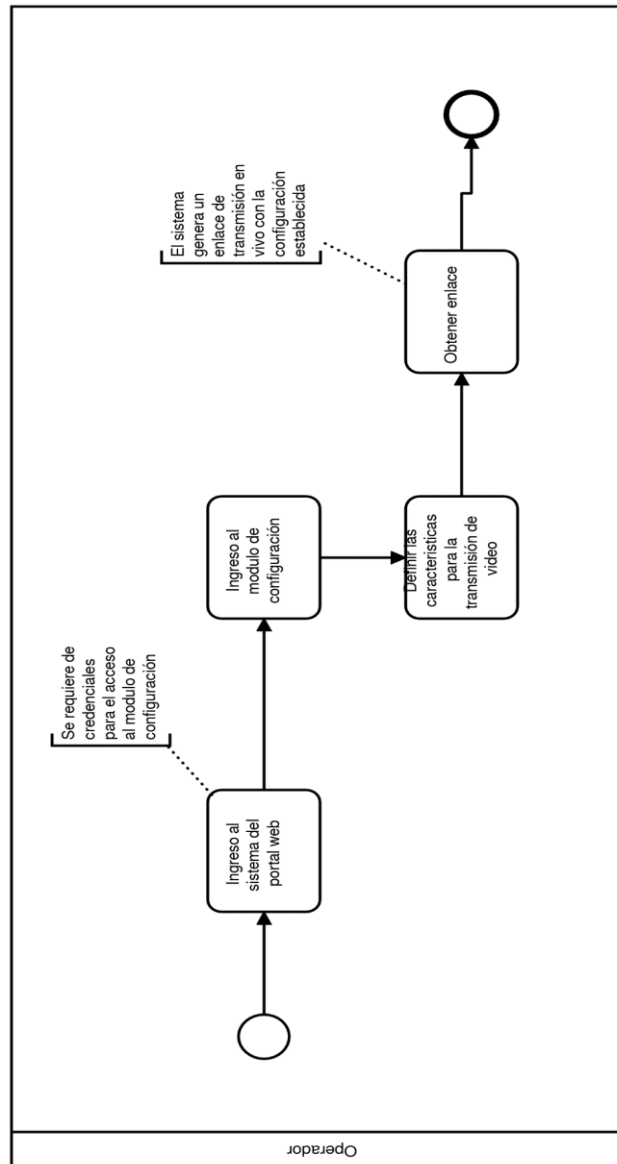 Operador
Se requiere de
credenciales
para el acceso
al modulo de
configuración
Ingreso al
sistema del
portal web
Ingreso al
modulo de
configuración
Definir las
caracteristicas
para la
transmisión de
video
El sistema
genera un
enlace de
transmisión en
vivo con la
configuración
establecida
Obtener enlace